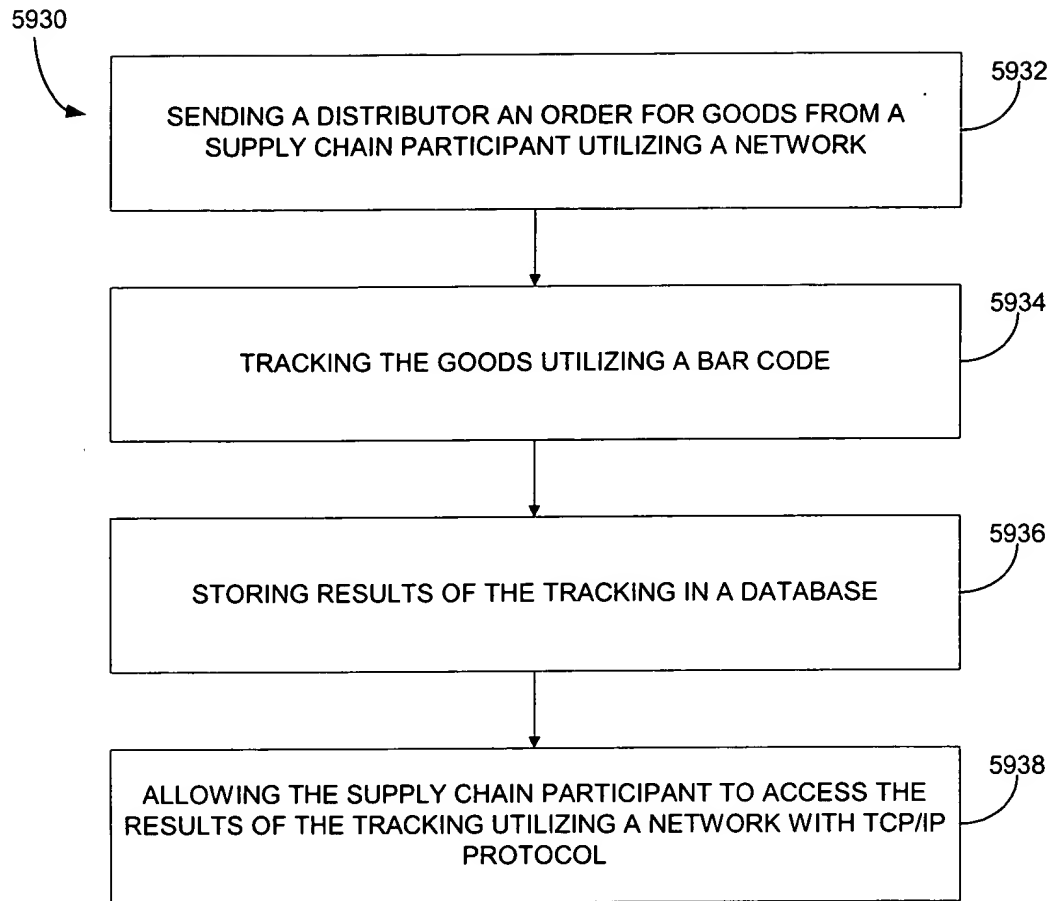 5930
5932
SENDING A DISTRIBUTOR AN ORDER FOR GOODS FROM A
SUPPLY CHAIN PARTICIPANT UTILIZING A NETWORK
5934
TRACKING THE GOODS UTILIZING A BAR CODE
5936
STORING RESULTS OF THE TRACKING IN A DATABASE
5938
ALLOWING THE SUPPLY CHAIN PARTICIPANT TO ACCESS THE
RESULTS OF THE TRACKING UTILIZING A NETWORK WITH TCP/IP
PROTOCOL